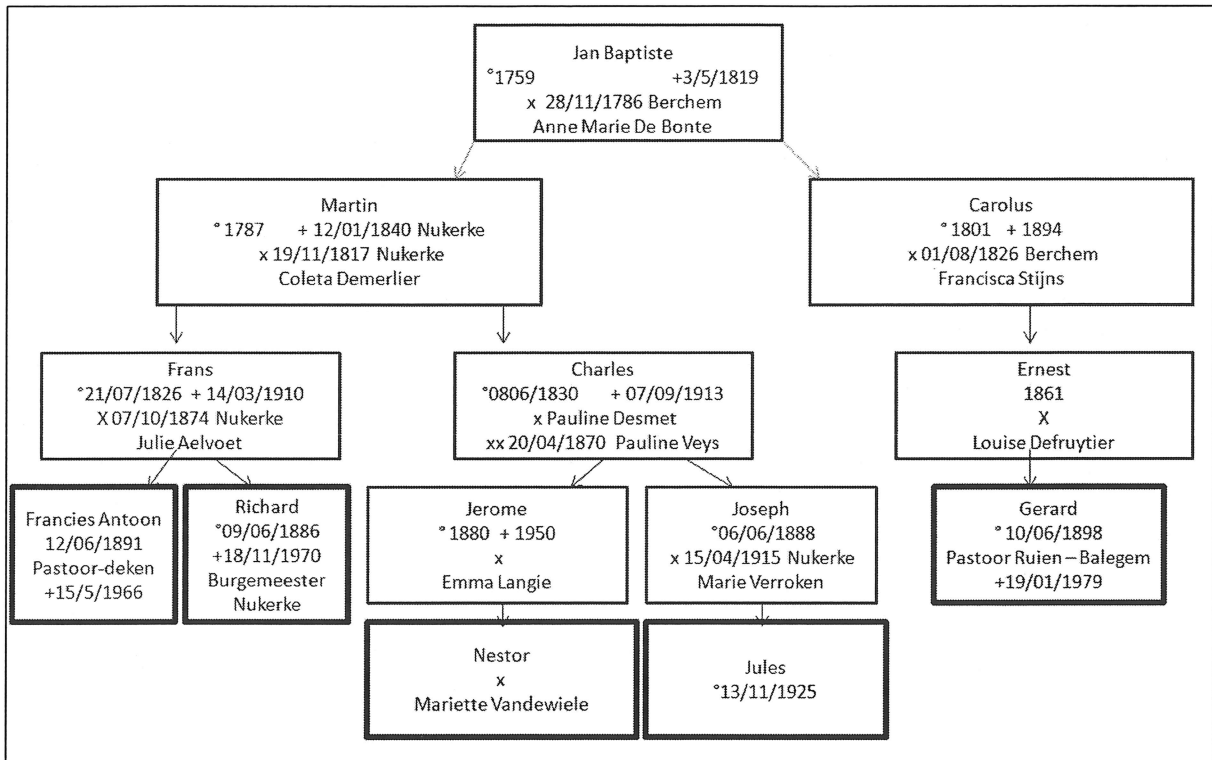 Jan Baptiste
°1759 +3/5/1819
x 28/11/1786 Berchem
Anne Marie De Bonte
Martin
°1787 + 12/01/1840 Nukerke
x 19/11/1817 Nukerke
Coleta Demerlier
Carolus
°1801 + 1894
x 01/08/1826 Berchem
Francisca Stijns
Frans
°21/07/1826 + 14/03/1910
X 07/10/1874 Nukerke
Julie Aelvoet
Charles
°0806/1830 + 07/09/1913
x Pauline Desmet
xx 20/04/1870 Pauline Veys
Ernest
1861
X
Louise Defruytier
Francies Antoon
12/06/1891
Pastoor-deken
+15/5/1966
Richard
°09/06/1886
+18/11/1970
Burgemeester
Nukerke
Jerome
°1880 + 1950
x
Emma Langie
Joseph
°06/06/1888
x 15/04/1915 Nukerke
Marie Verroken
Gerard
°10/06/1898
Pastoor Ruien – Balegem
+19/01/1979
Nestor
x
Mariette Vandewiele
Jules
°13/11/1925